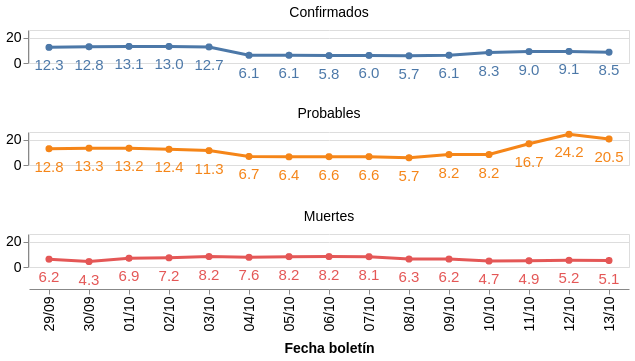 Confirmados
20
0
12.3 12.8 13.1 13.0 12.7 6.1 6.1 5.8 6.0 5.7 6.1 8.3 9.0 9.1 8.5
Probables
20
0
12.8 13.3 13.2 12.4 11.3 6.7 6.4 6.6 6.6 5.7 8.2 8.2 16.7 24.2 20.5
Muertes
20
0
6.2 4.3 6.9 7.2 8.2 7.6 8.2 8.2 8.1 6.3 6.2 4.7 4.9 5.2 5.1
29/09 30/09 01/10 02/10 03/10 04/10 05/10 06/10 07/10 08/10 09/10 10/10 11/10 12/10 13/10
Fecha boletín